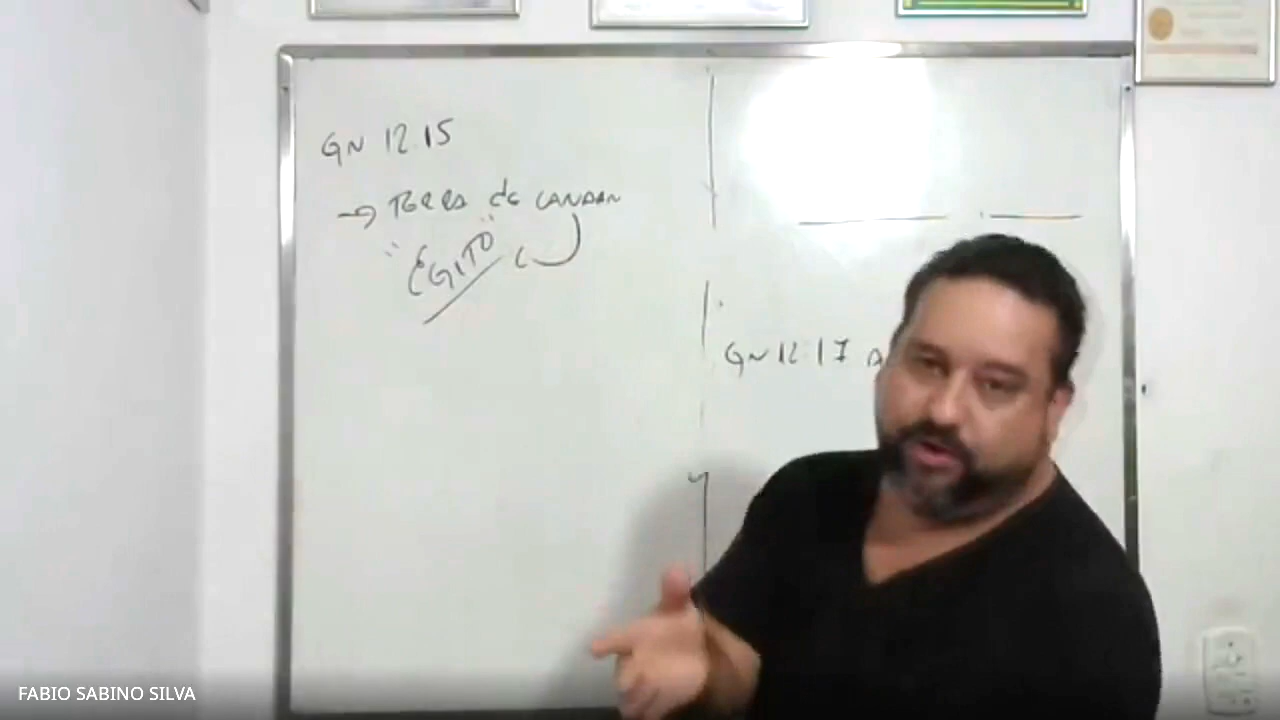 GN 12.15
→ TERRA de CANAAN
"EGITO"
GN 12 17
FABIO SABINO SILVA